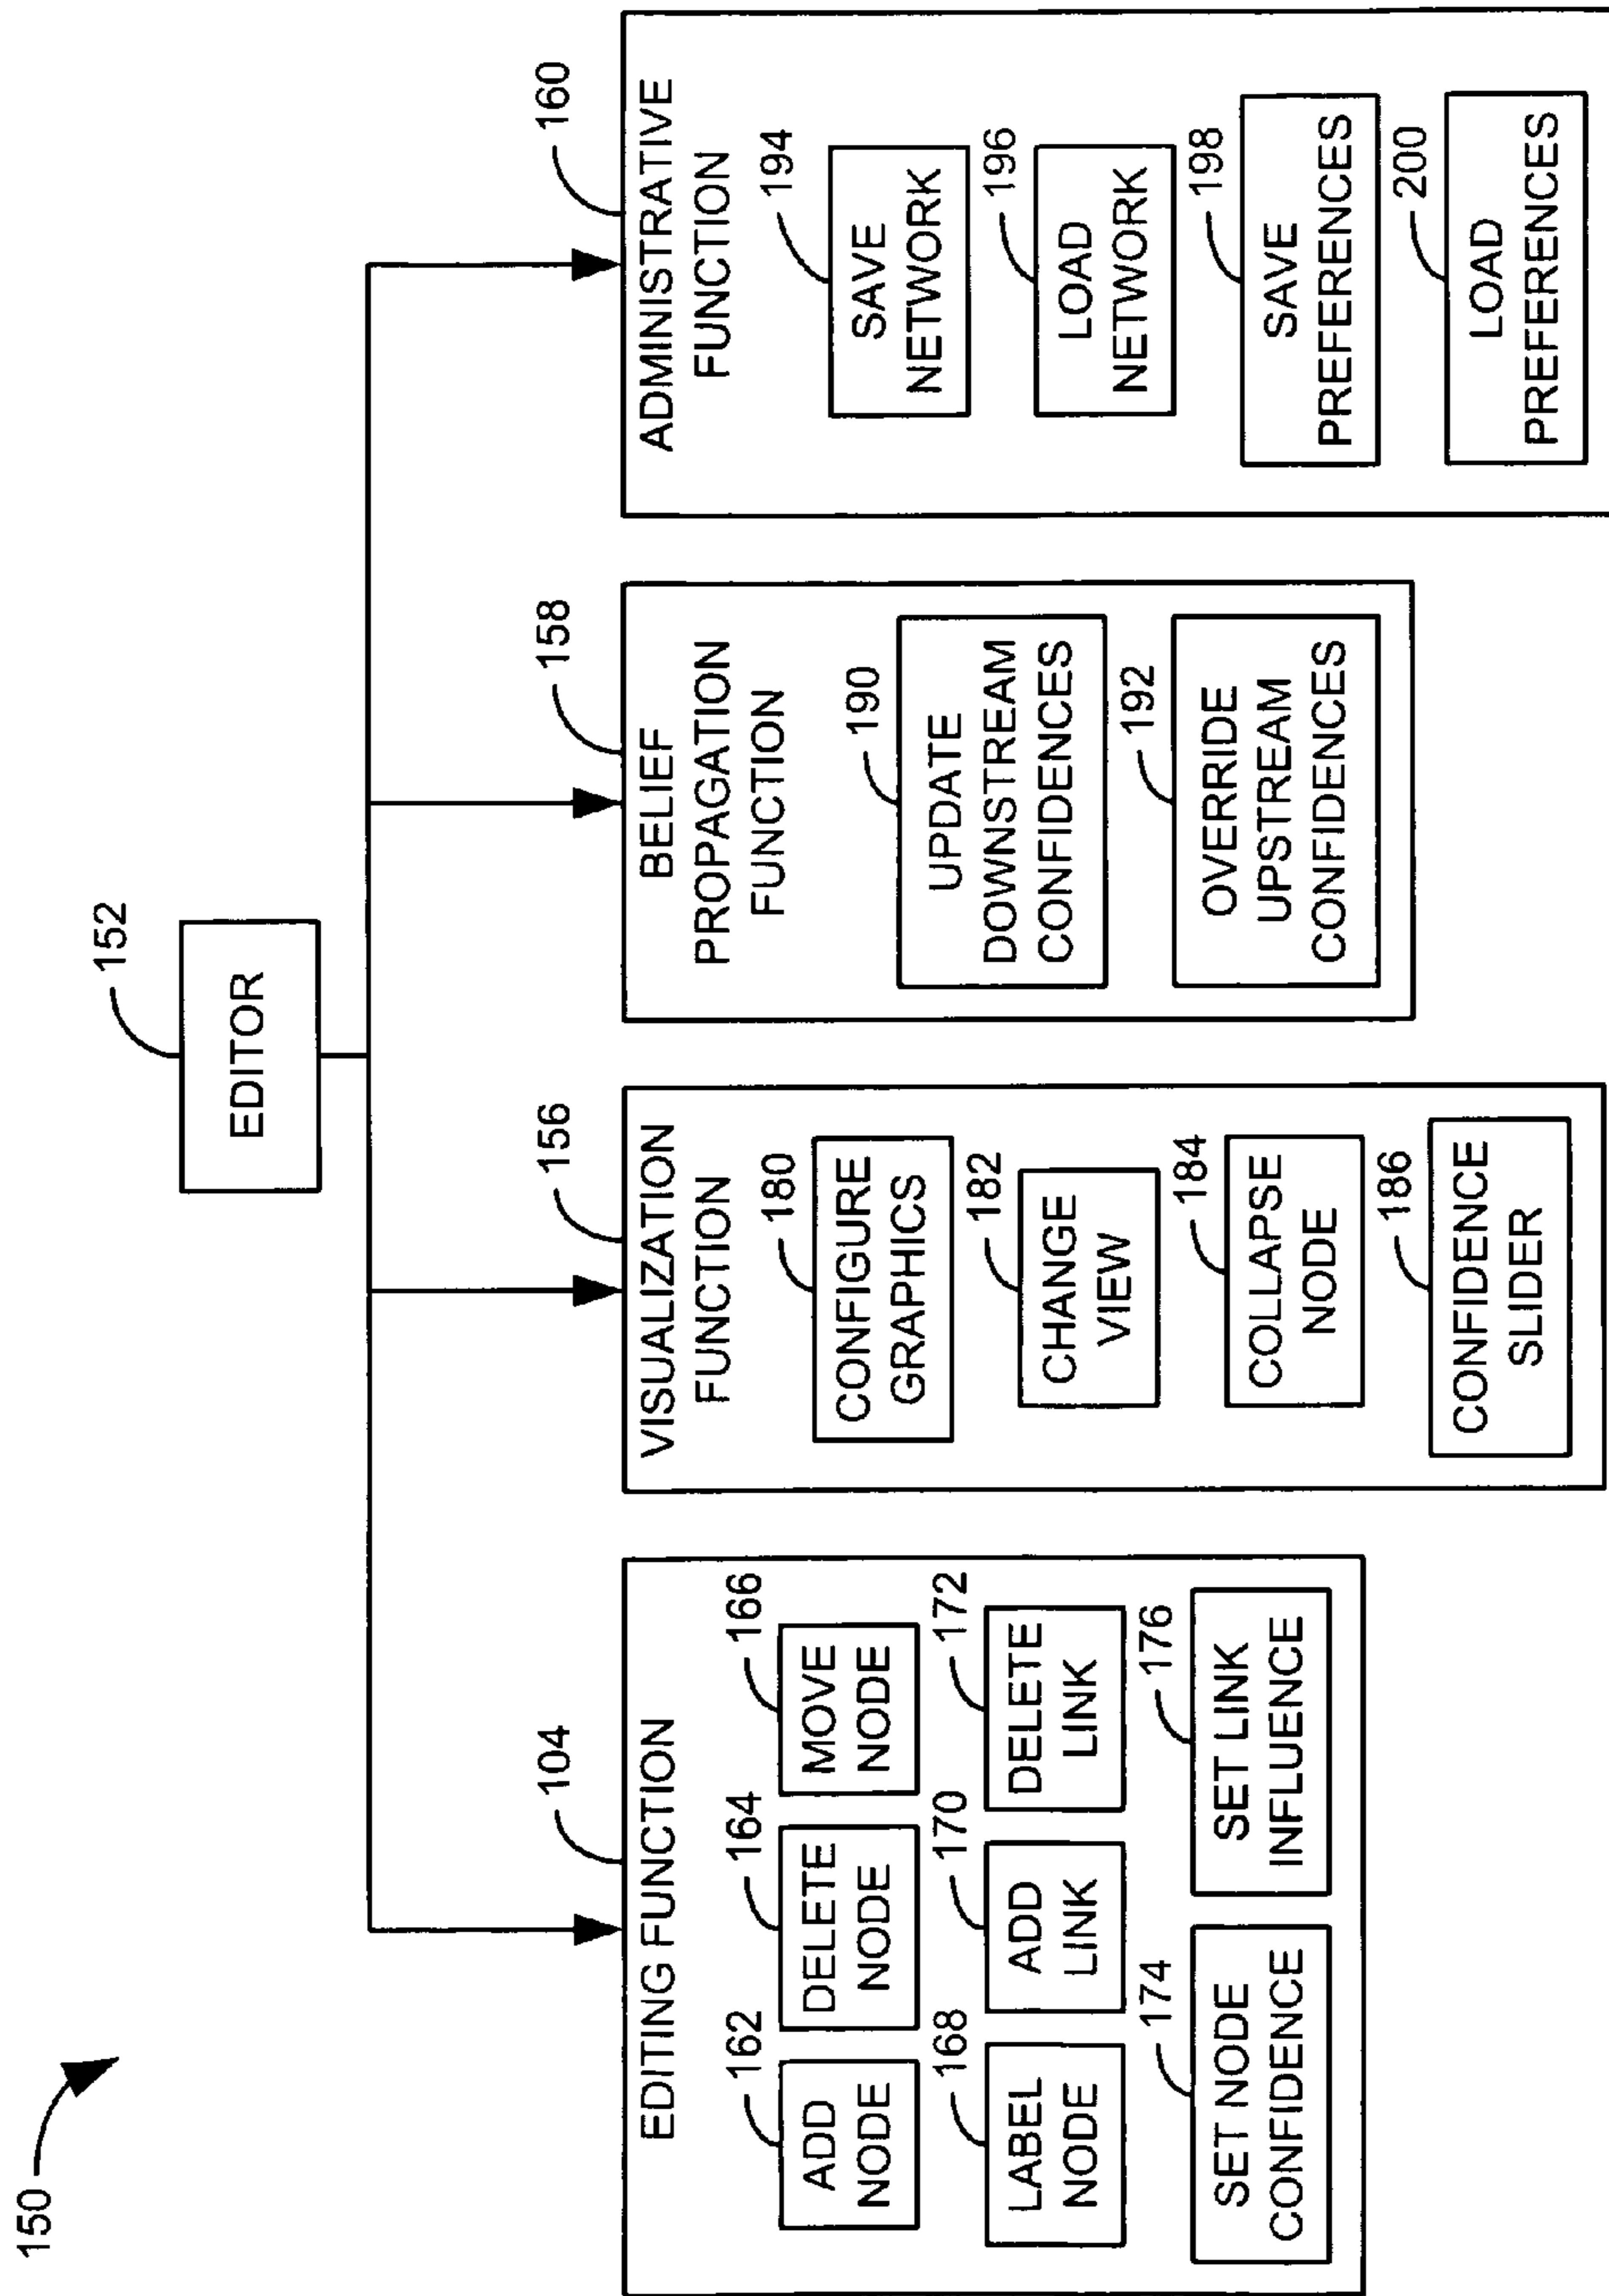 150
152
EDITOR
104
EDITING FUNCTION
162
ADD
NODE
164
DELETE
NODE
166
MOVE
NODE
168
LABEL
NODE
170
ADD
LINK
172
DELETE
LINK
174
SET NODE
CONFIDENCE
176
SET LINK
INFLUENCE
156
VISUALIZATION
FUNCTION
180
CONFIGURE
GRAPHICS
182
CHANGE
VIEW
184
COLLAPSE
NODE
186
CONFIDENCE
SLIDER
158
BELIEF
PROPAGATION
FUNCTION
190
UPDATE
DOWNSTREAM
CONFIDENCES
192
OVERRIDE
UPSTREAM
CONFIDENCES
160
ADMINISTRATIVE
FUNCTION
194
SAVE
NETWORK
196
LOAD
NETWORK
198
SAVE
PREFERENCES
200
LOAD
PREFERENCES